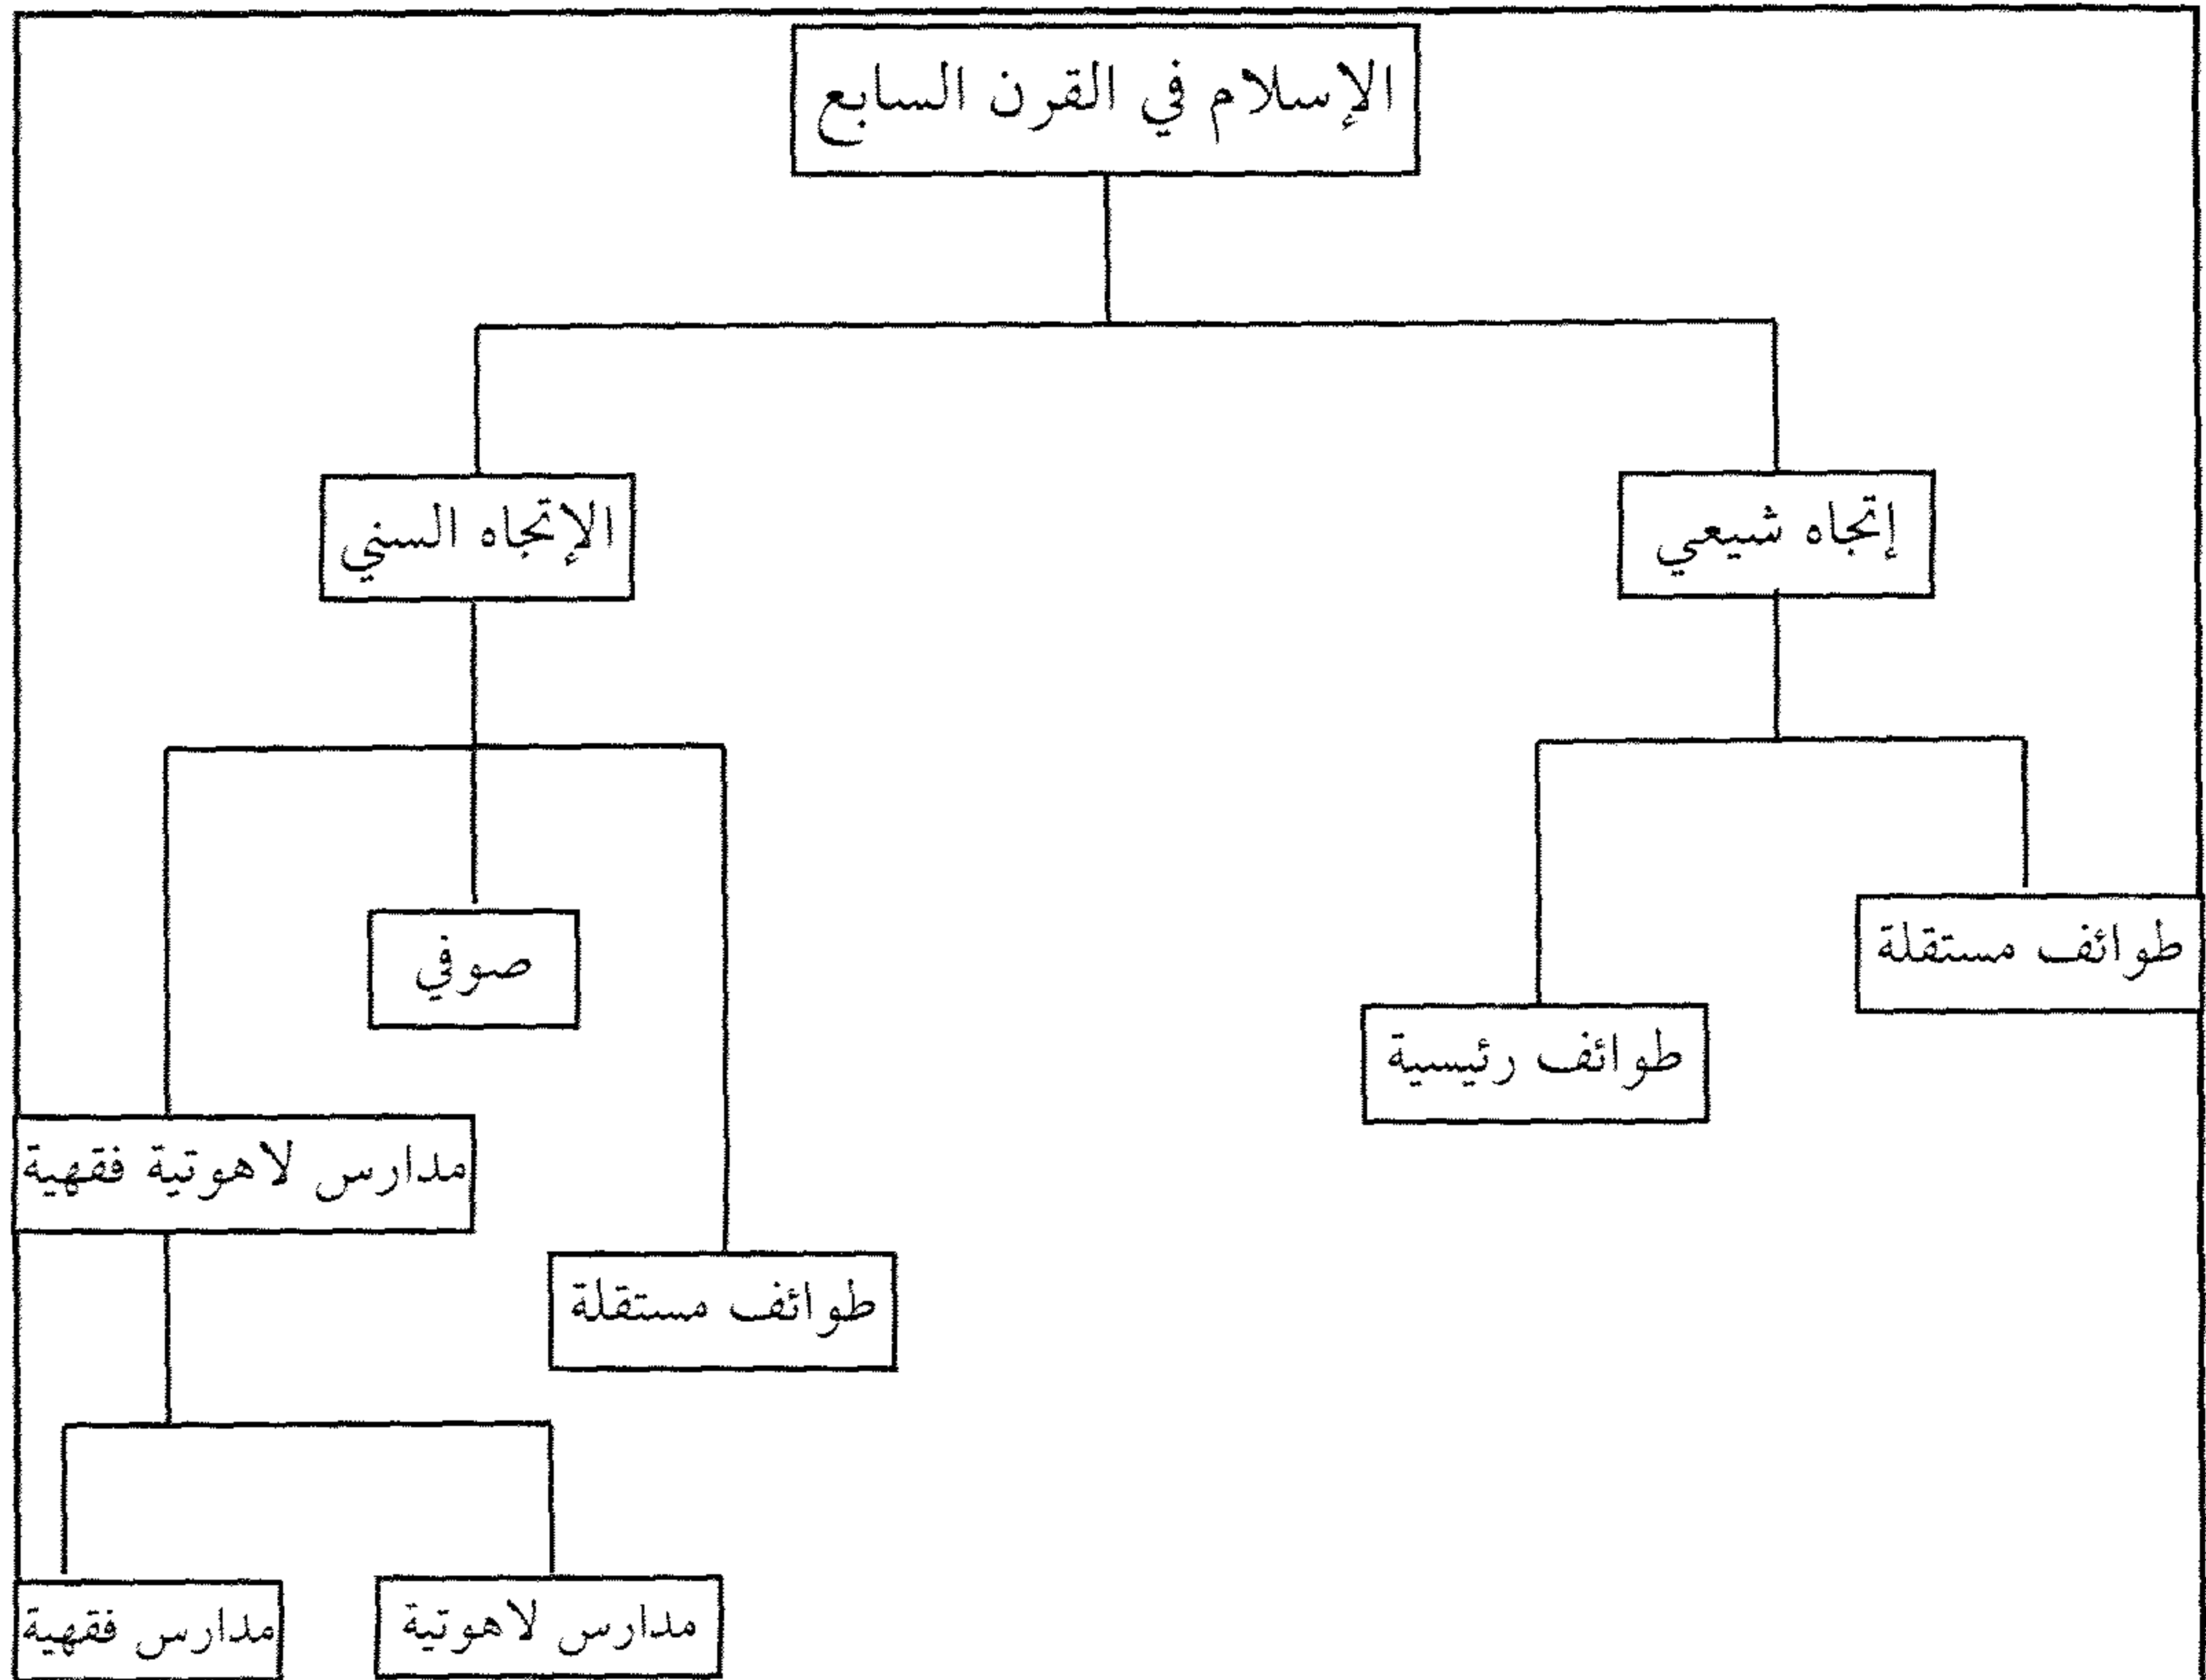 الإسلام في القرن السابع
إتجاه شيعي
الإتجاه السني
طوائف مستقلة
طوائف رئيسية
صوفي
مدارس لاهوتية فقهية
طوائف مستقلة
مدارس لاهوتية
مدارس فقهية